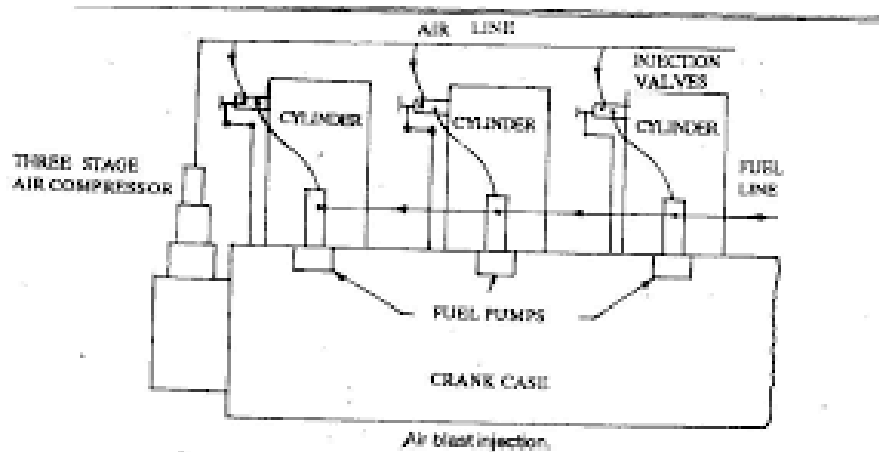 AIR LINE
INJECTION
VALVES
CYLINDER
CYLINDER
CYLINDER
THREE STAGE
AIR COMPRESSOR
FUEL
LINE
FUEL PUMPS
CRANK CASE
Air blast injection.